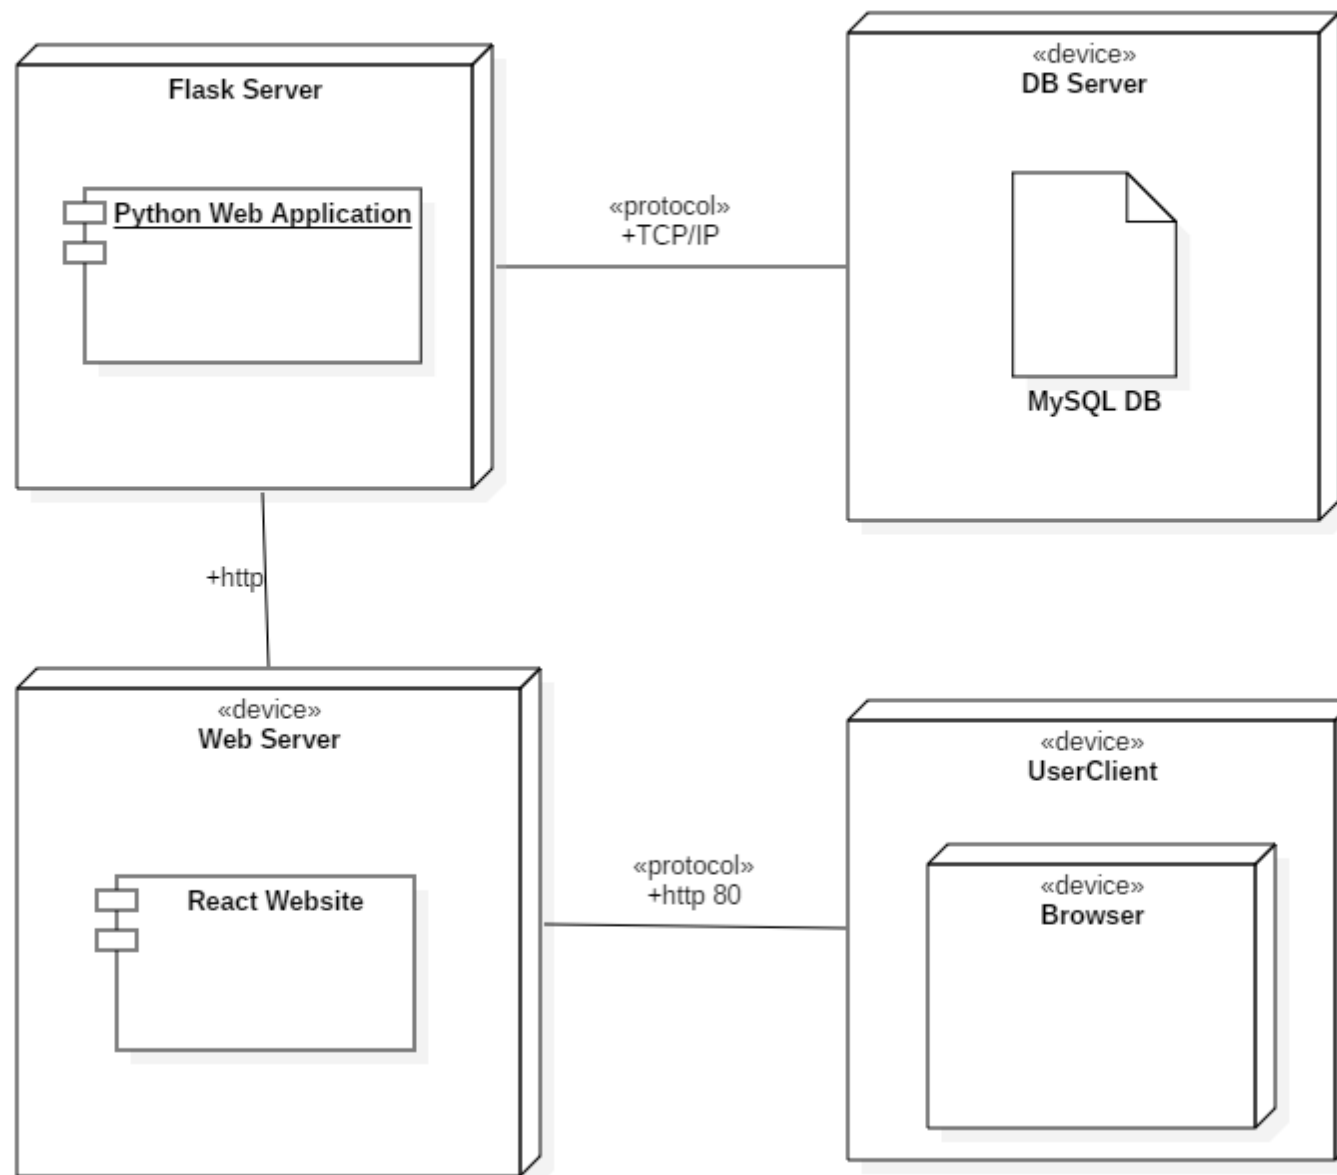 Flask Server
Python Web Application
«protocol»
+TCP/IP
«device»
DB Server
MySQL DB
+http
«device»
Web Server
React Website
«protocol»
+http 80
«device»
UserClient
«device»
Browser